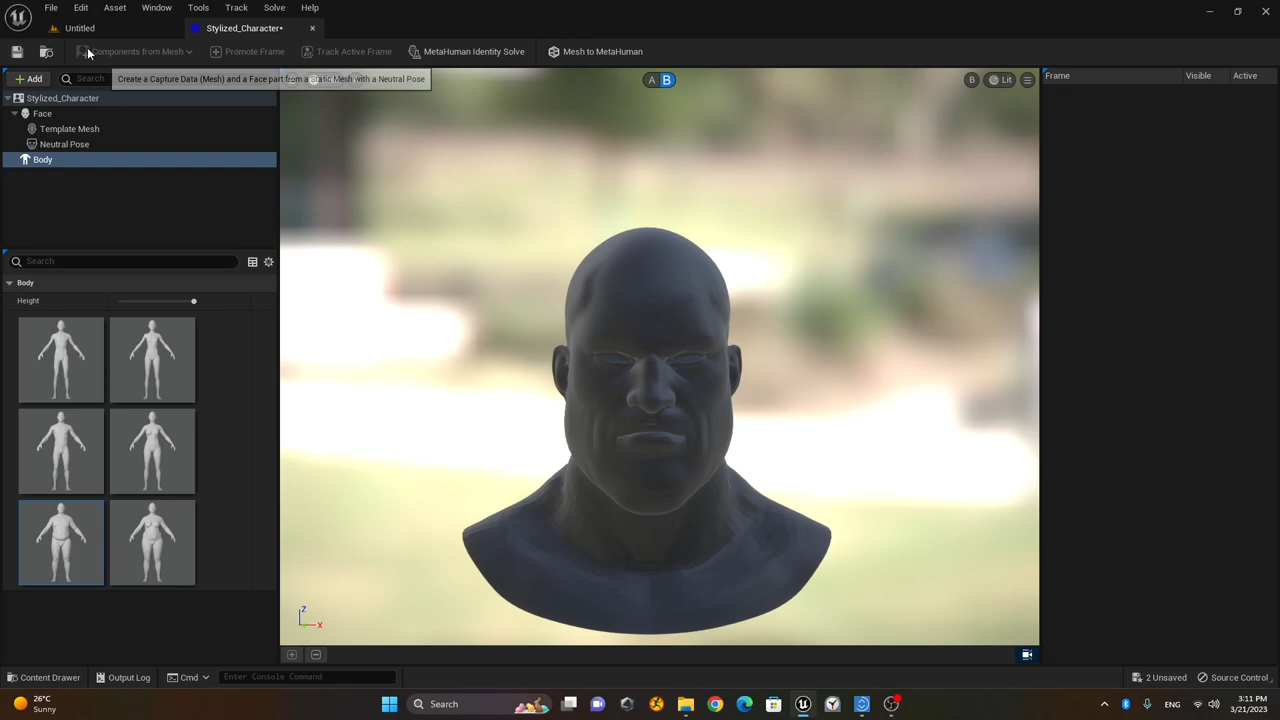 File Edit Asset Window Tools Track Solve Help
Untitled Stylized_Character•
Components from Mesh Promote Frame Track Active Frame MetaHuman Identity Solve Mesh to MetaHuman
Add Search Create a Capture Data (Mesh) and a Face part from a Static Mesh with a Neutral Pose A B B Lit Frame Visible Active
Stylized_Character
Face
Template Mesh
Neutral Pose
Body
Search
Body
Height
Z
X
Content Drawer Output Log Cmd Enter Console Command 2 Unsaved Source Control
26°C
Sunny
Search
ENG
3:11 PM
3/21/2023